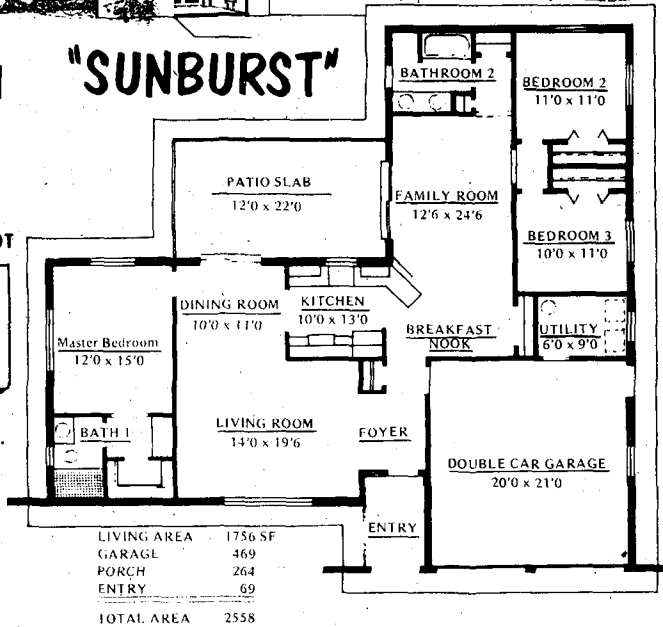 "SUNBURST"
BATHROOM 2
BEDROOM 2
11'0 x 11'0
PATIO SLAB
12'0 x 22'0
FAMILY ROOM
12'6 x 24'6
BEDROOM 3
10'0 x 11'0
DINING ROOM
10'0 x 11'0
KITCHEN
10'0 x 13'0
BREAKFAST
NOOK
UTILITY
6'0 x 9'0
Master Bedroom
12'0 x 15'0
BATH 1
LIVING ROOM
14'0 x 19'6
FOYER
DOUBLE CAR GARAGE
20'0 x 21'0
ENTRY
LIVING AREA 1756 SF
GARAGE 469
PORCH 264
ENTRY 69
TOTAL AREA 2558